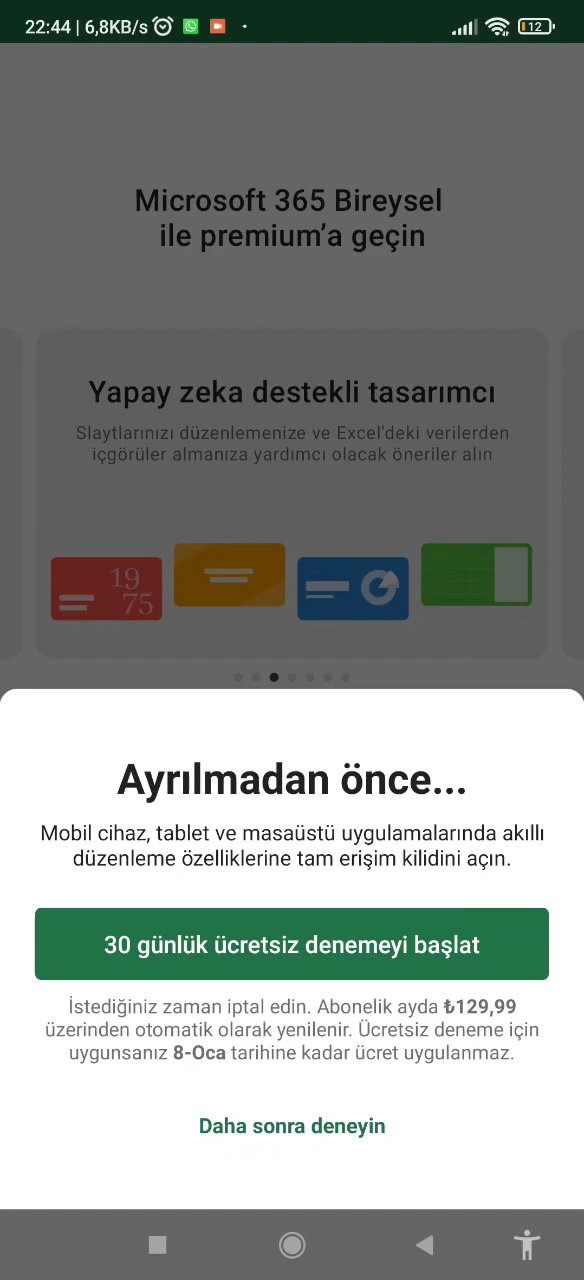 22:44 | 6,8KB/s
12
Microsoft 365 Bireysel
ile premium’a geçin
Yapay zeka destekli tasarımcı
Slaytlarınızı düzenlemenize ve Excel'deki verilerden
içgörüler almanıza yardımcı olacak öneriler alın
19
75
Ayrılmadan önce...
Mobil cihaz, tablet ve masaüstü uygulamalarında akıllı
düzenleme özelliklerine tam erişim kilidini açın.
30 günlük ücretsiz denemeyi başlat
İstediğiniz zaman iptal edin. Abonelik ayda ₺129,99
üzerinden otomatik olarak yenilenir. Ücretsiz deneme için
uygunsanız 8-Oca tarihine kadar ücret uygulanmaz.
Daha sonra deneyin